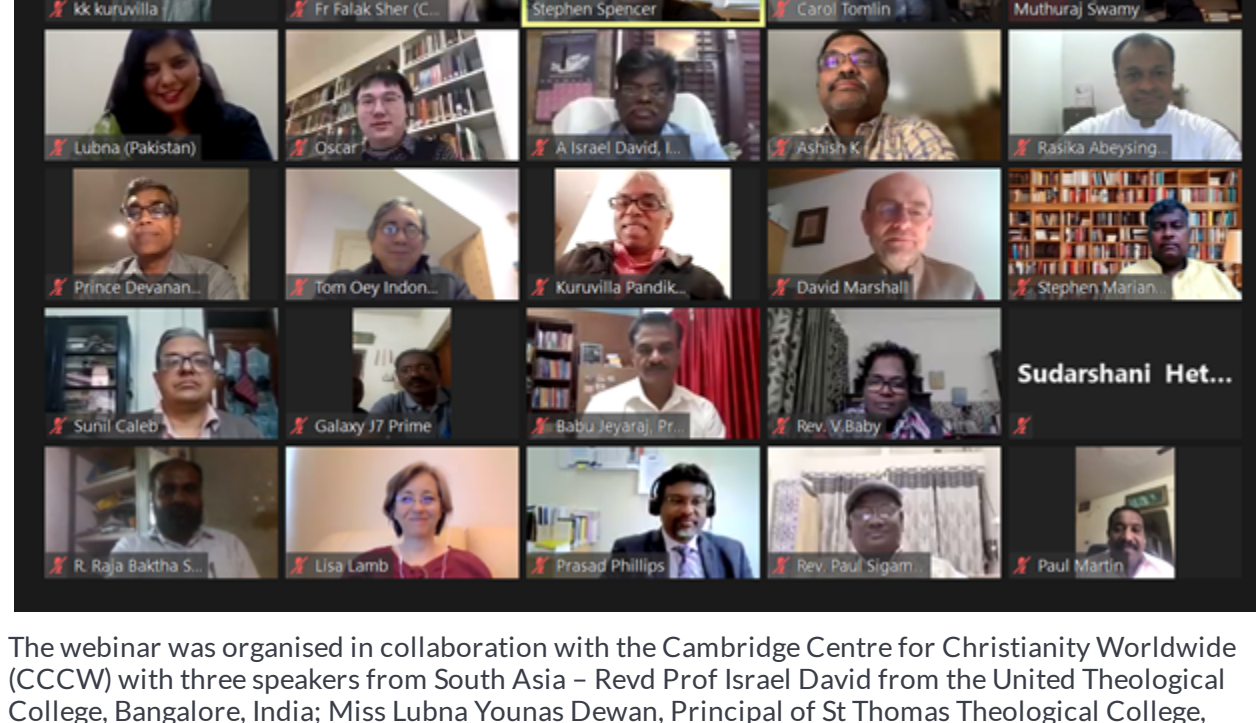 kk kuruvilla Fr Falak Sher (C... Stephen Spencer Carol Tomlin Muthuraj Swamy
Lubna (Pakistan) Oscar A Israel David, I... Ashish K Rasika Abeysing...
Prince Devanan... Tom Oey Indon... Kuruvilla Pandik... David Marshall Stephen Marian...
Sudarshani Het...
Sunil Caleb Galaxy J7 Prime Babu Jeyaraj, Pr... Rev. V.Baby
R. Raja Baktha S... Lisa Lamb Prasad Phillips Rev. Paul Sigam... Paul Martin
The webinar was organised in collaboration with the Cambridge Centre for Christianity Worldwide
(CCCW) with three speakers from South Asia – Revd Prof Israel David from the United Theological
College, Bangalore, India; Miss Lubna Younas Dewan, Principal of St Thomas Theological College,